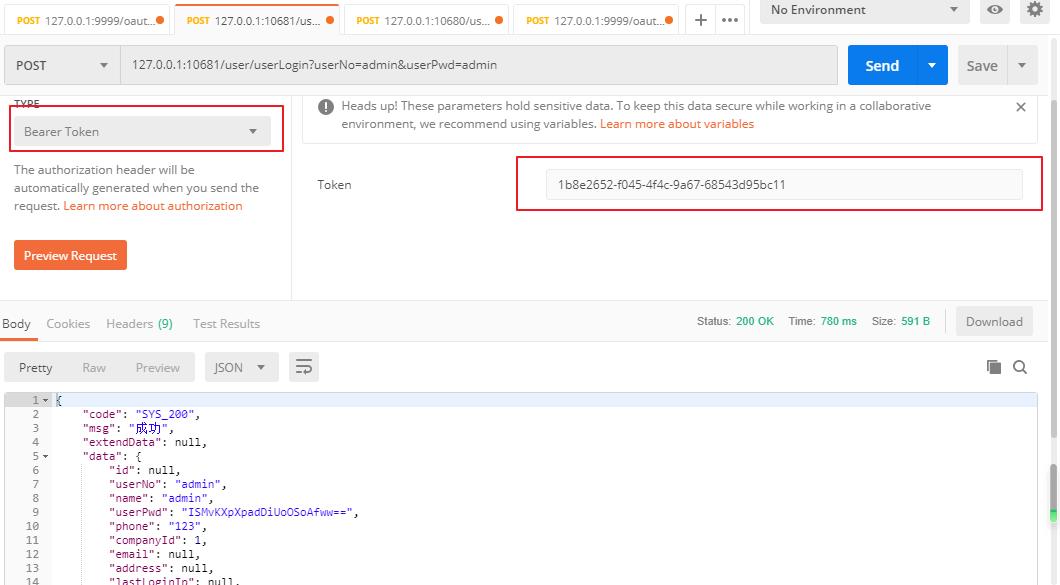 POST 127.0.0.1:9999/oaut... POST 127.0.0.1:10681/us... POST 127.0.0.1:10680/us... POST 127.0.0.1:9999/oaut... + ••• No Environment
POST 127.0.0.1:10681/user/userLogin?userNo=admin&userPwd=admin Send Save
TYPE
Bearer Token
The authorization header will be
automatically generated when you send the
request. Learn more about authorization
Preview Request
Heads up! These parameters hold sensitive data. To keep this data secure while working in a collaborative
environment, we recommend using variables. Learn more about variables
Token 1b8e2652-f045-4f4c-9a67-68543d95bc11
Body Cookies Headers (9) Test Results Status: 200 OK Time: 780 ms Size: 591 B Download
Pretty Raw Preview JSON
1 {
2 "code": "SYS_200",
3 "msg": "成功",
4 "extendData": null,
5 "data": {
6 "id": null,
7 "userNo": "admin",
8 "name": "admin",
9 "userPwd": "ISMvKXpXpadDiUoOSoAfww==",
10 "phone": "123",
11 "companyId": 1,
12 "email": null,
13 "address": null,
14 "lastLoginIp": null,